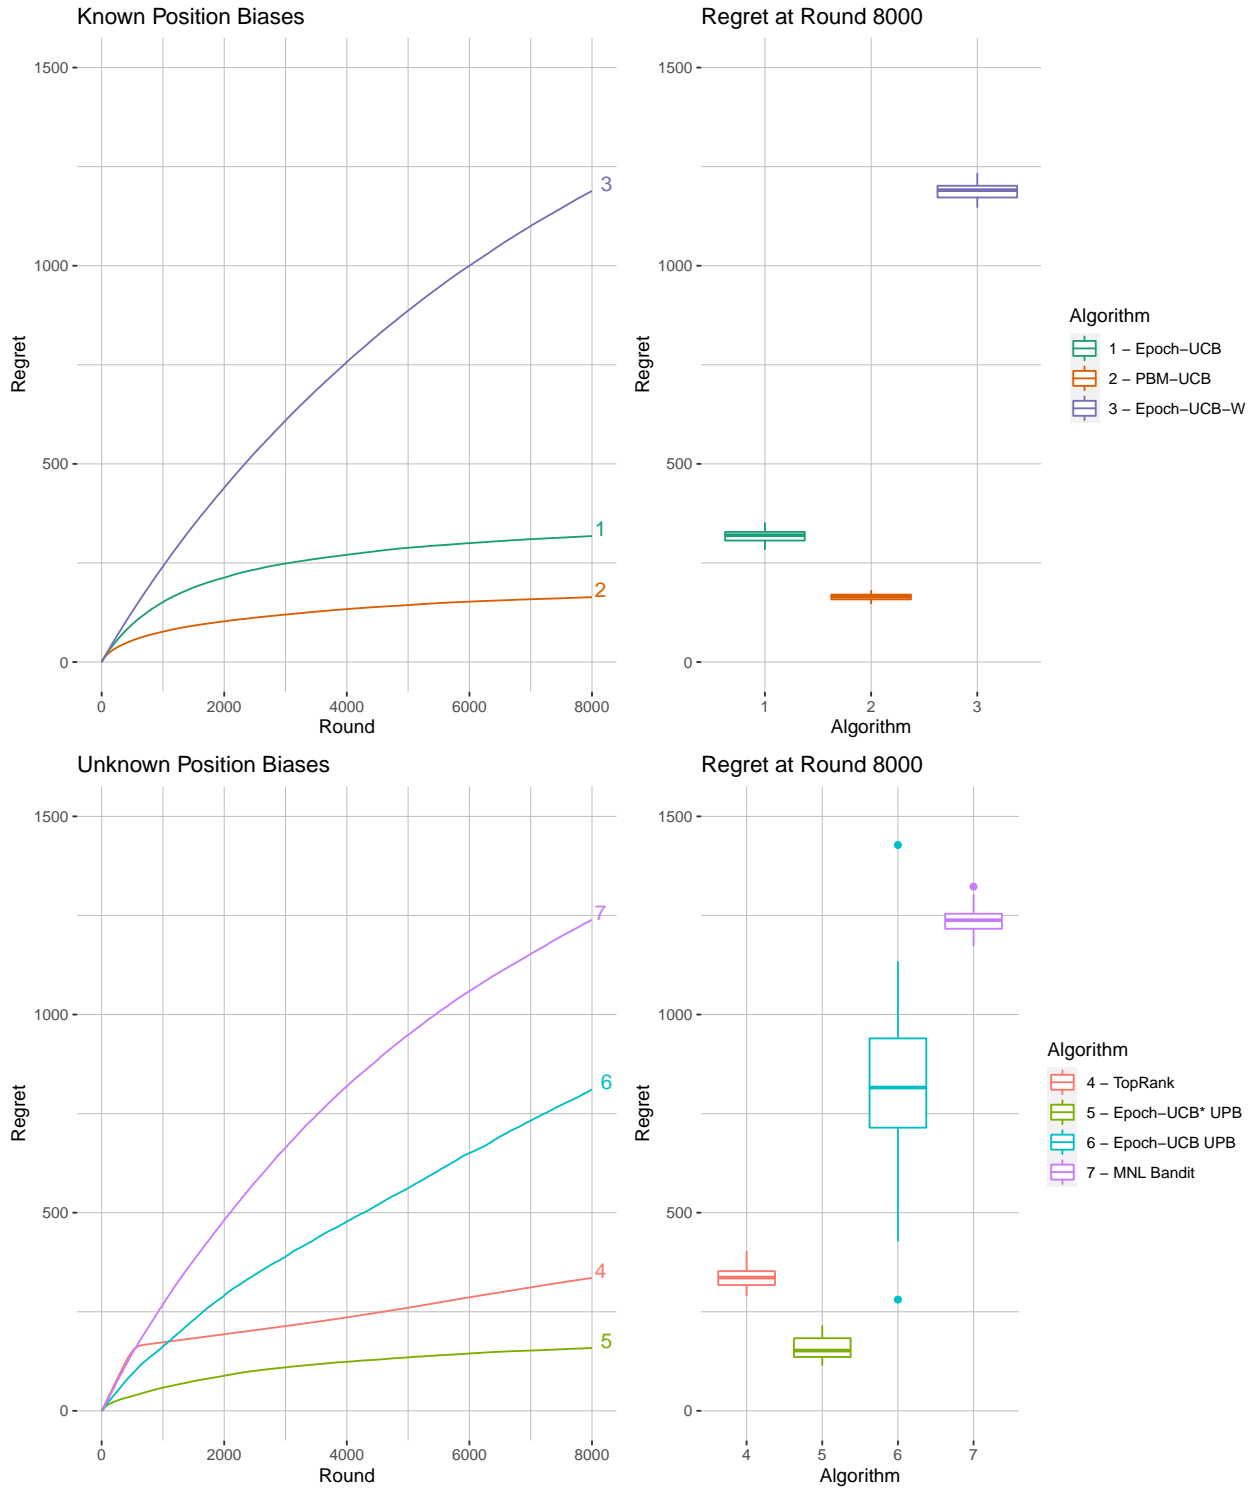 Known Position Biases
Regret at Round 8000
1500
1000
500
0
Regret
3
1
2
0
2000
4000
6000
8000
Round
1500
1000
500
0
Regret
1
2
3
Algorithm
Algorithm
1 – Epoch–UCB
2 – PBM–UCB
3 – Epoch–UCB–W
Unknown Position Biases
Regret at Round 8000
1500
1000
500
0
Regret
7
6
4
5
0
2000
4000
6000
8000
Round
1500
1000
500
0
Regret
4
5
6
7
Algorithm
Algorithm
4 – TopRank
5 – Epoch–UCB* UPB
6 – Epoch–UCB UPB
7 – MNL Bandit